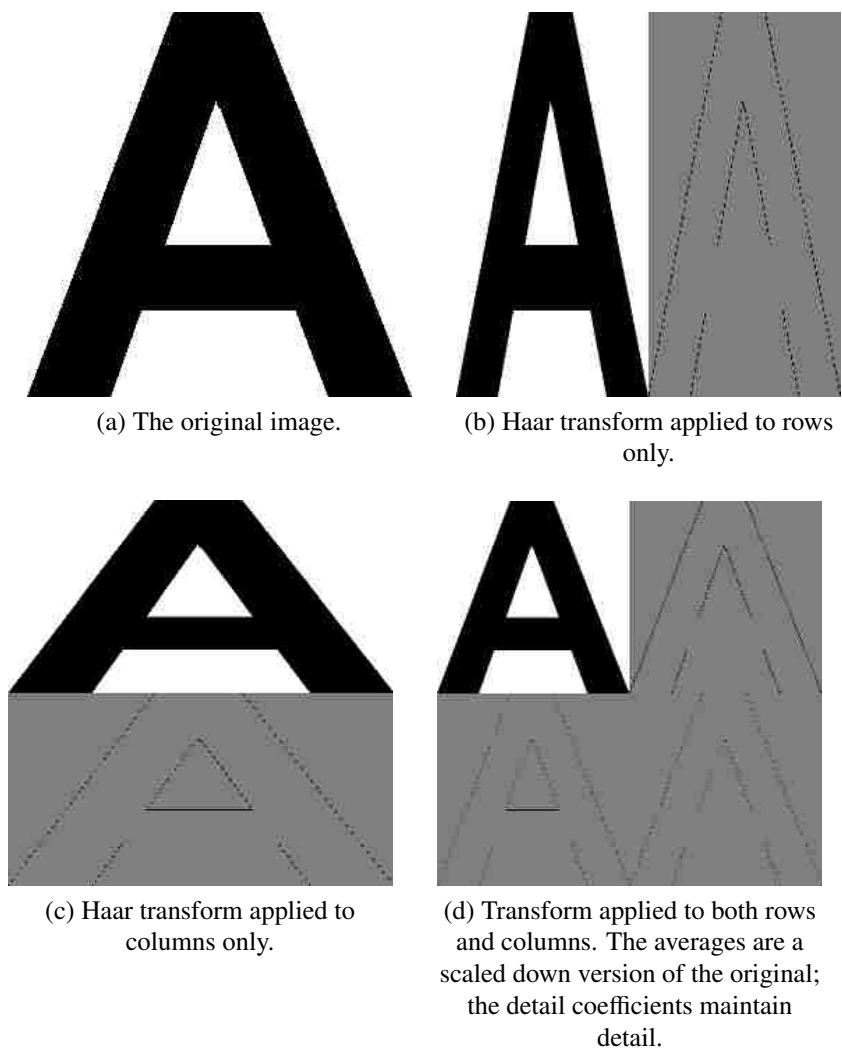 A
A
(a) The original image.
(b) Haar transform applied to rows
only.
A
A
(c) Haar transform applied to
columns only.
(d) Transform applied to both rows
and columns. The averages are a
scaled down version of the original;
the detail coefficients maintain
detail.